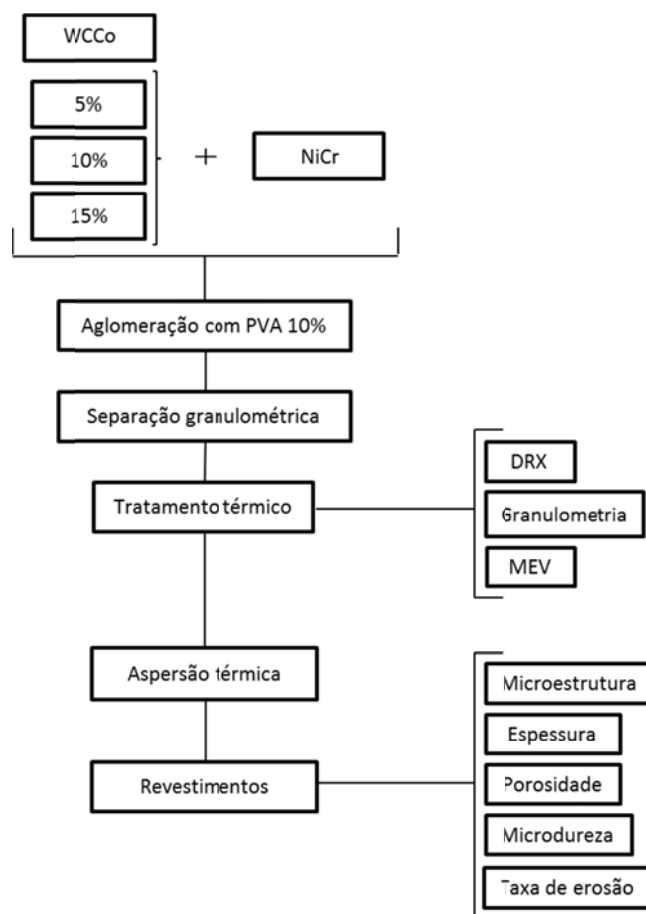 WCCo
5%
10%
15%
+
NiCr
Aglomeração com PVA 10%
Separação granulométrica
Tratamento térmico
DRX
Granulometria
MEV
Aspersão térmica
Revestimentos
Microestrutura
Espessura
Porosidade
Microdureza
Taxa de erosão